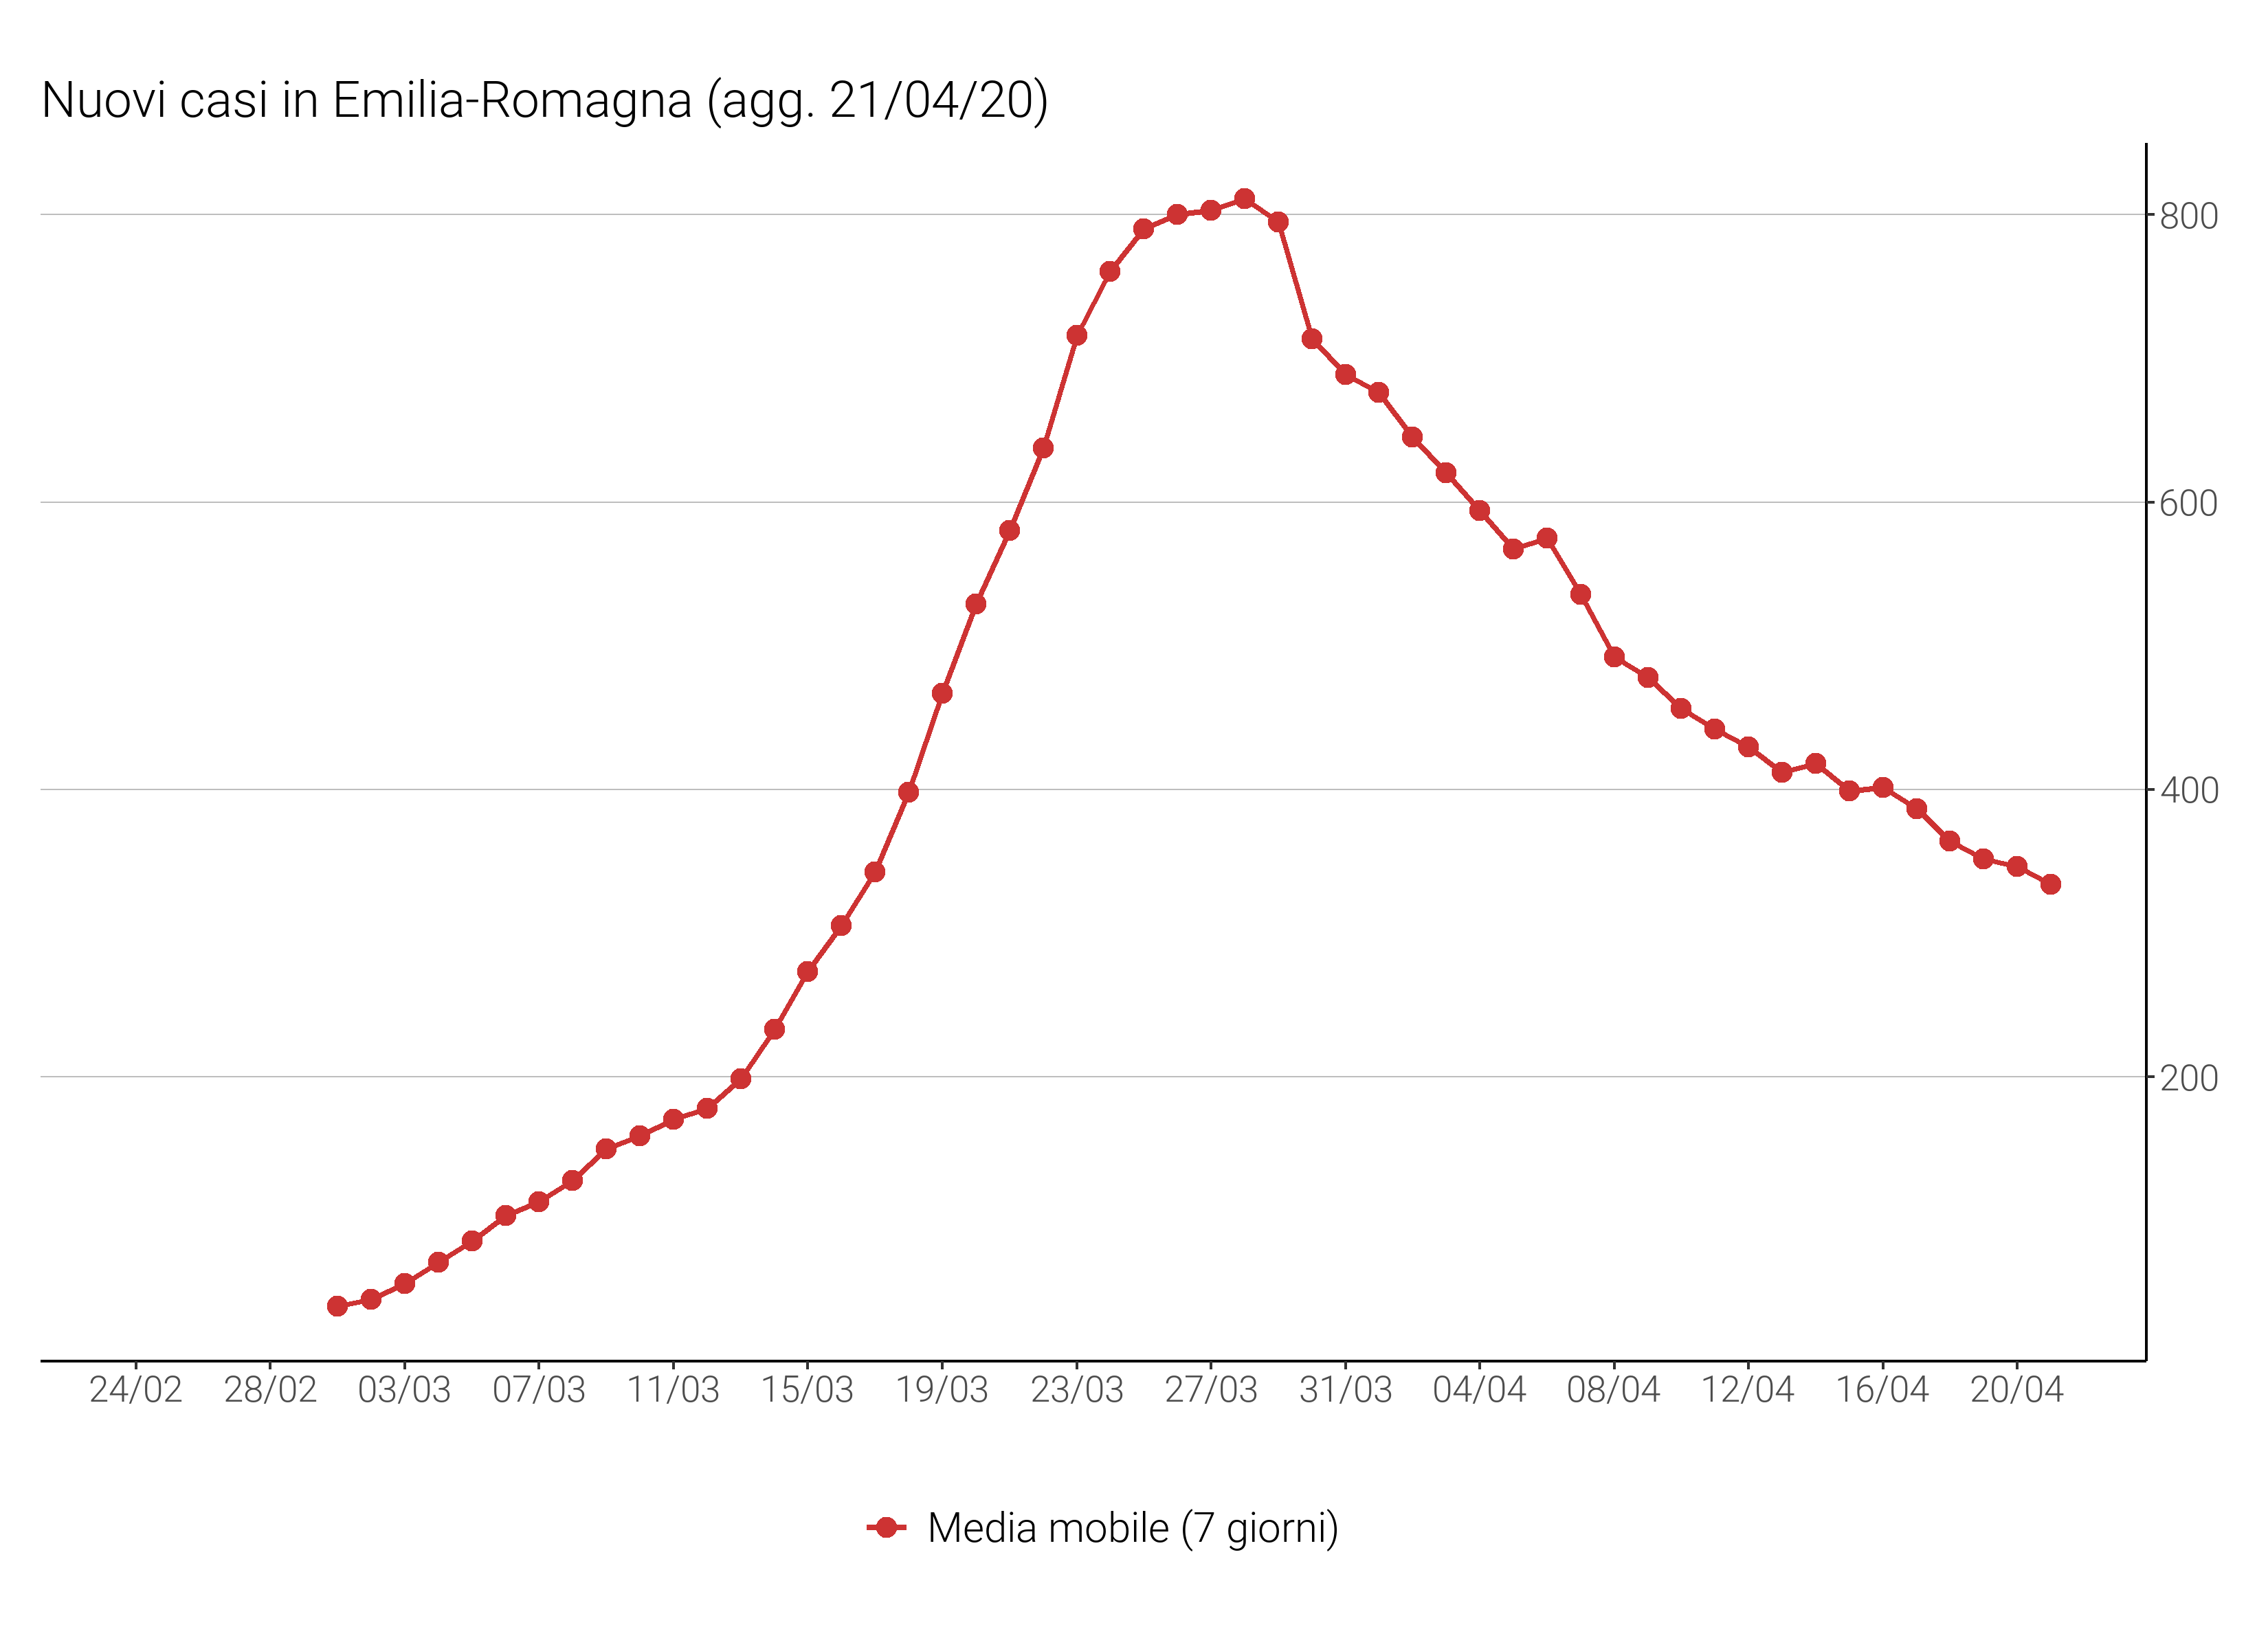 Nuovi casi in Emilia-Romagna (agg. 21/04/20)
800
600
400
200
24/02 28/02 03/03 07/03 11/03 15/03 19/03 23/03 27/03 31/03 04/04 08/04 12/04 16/04 20/04
Media mobile (7 giorni)